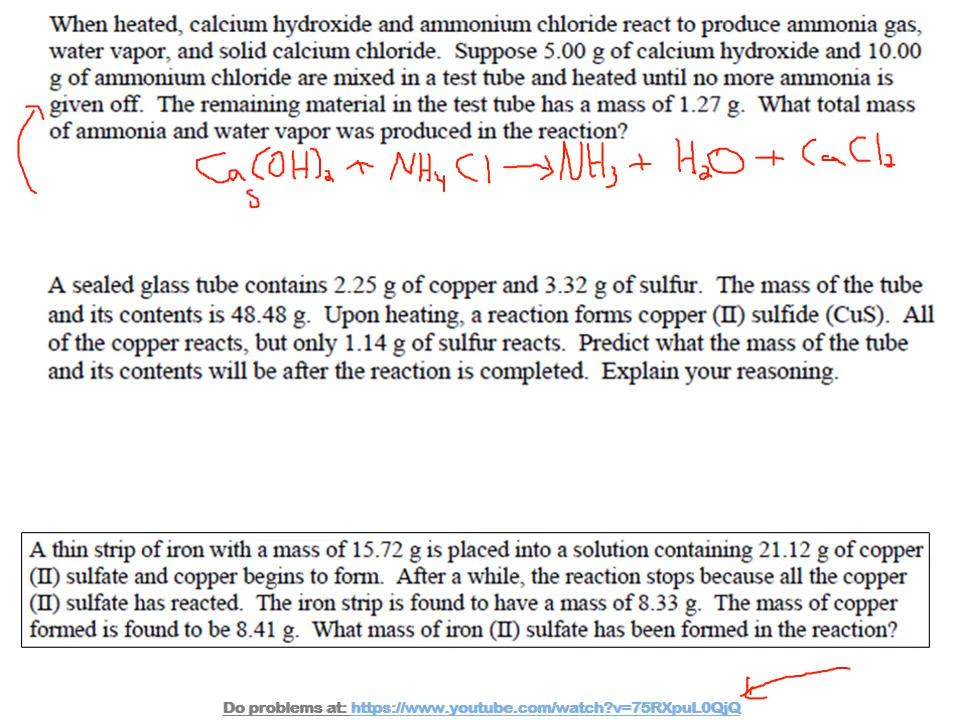 When heated, calcium hydroxide and ammonium chloride react to produce ammonia gas,
water vapor, and solid calcium chloride. Suppose 5.00 g of calcium hydroxide and 10.00
g of ammonium chloride are mixed in a test tube and heated until no more ammonia is
given off. The remaining material in the test tube has a mass of 1.27 g. What total mass
of ammonia and water vapor was produced in the reaction?
Ca(OH)₂ + NH₄Cl → NH₃ + H₂O + CaCl₂
5
A sealed glass tube contains 2.25 g of copper and 3.32 g of sulfur. The mass of the tube
and its contents is 48.48 g. Upon heating, a reaction forms copper (II) sulfide (CuS). All
of the copper reacts, but only 1.14 g of sulfur reacts. Predict what the mass of the tube
and its contents will be after the reaction is completed. Explain your reasoning.
A thin strip of iron with a mass of 15.72 g is placed into a solution containing 21.12 g of copper
(II) sulfate and copper begins to form. After a while, the reaction stops because all the copper
(II) sulfate has reacted. The iron strip is found to have a mass of 8.33 g. The mass of copper
formed is found to be 8.41 g. What mass of iron (II) sulfate has been formed in the reaction?
Do problems at: https://www.youtube.com/watch?v=75RXpuL0QjQ